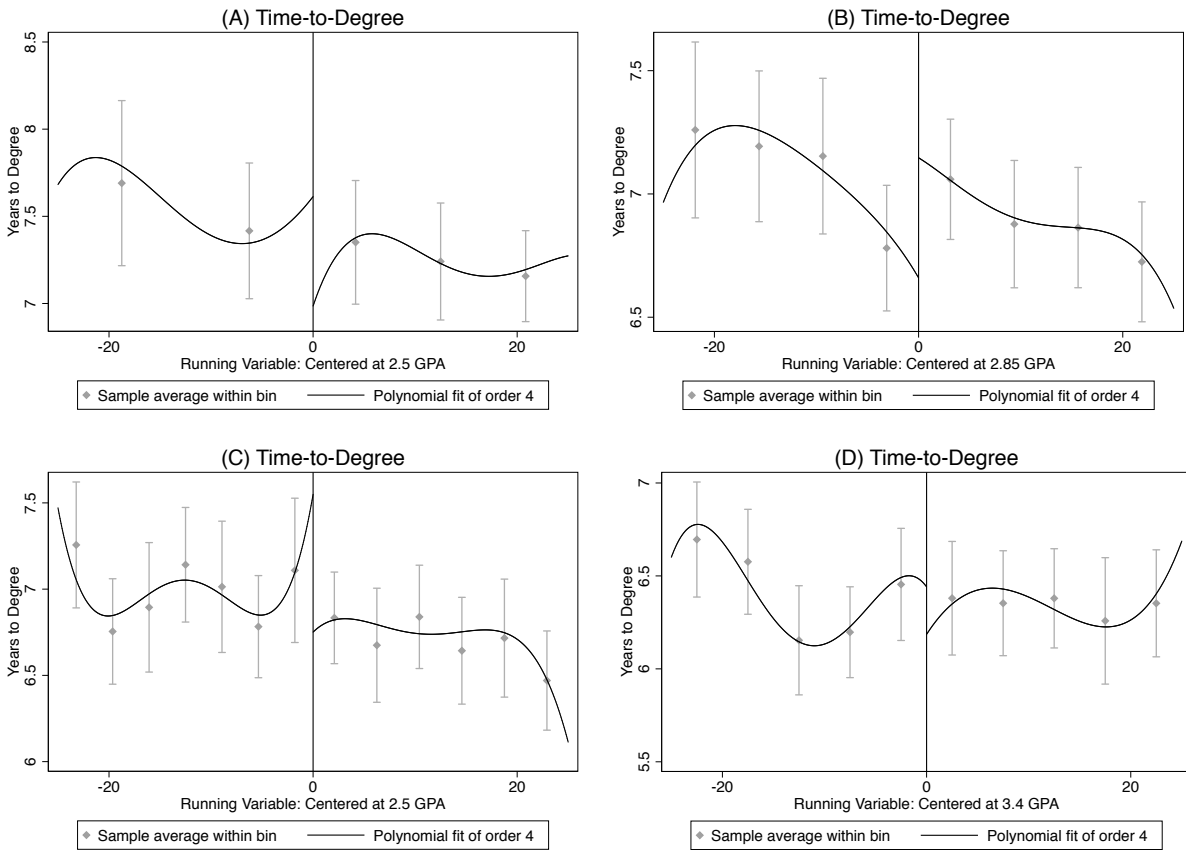 (A) Time-to-Degree
Years to Degree
8.5
8
7.5
7
-20 0 20
Running Variable: Centered at 2.5 GPA
Sample average within bin Polynomial fit of order 4
(B) Time-to-Degree
Years to Degree
7.5
7
6.5
-20 0 20
Running Variable: Centered at 2.85 GPA
Sample average within bin Polynomial fit of order 4
(C) Time-to-Degree
Years to Degree
7.5
7
6.5
6
-20 0 20
Running Variable: Centered at 2.5 GPA
Sample average within bin Polynomial fit of order 4
(D) Time-to-Degree
Years to Degree
7
6.5
6
5.5
-20 0 20
Running Variable: Centered at 3.4 GPA
Sample average within bin Polynomial fit of order 4